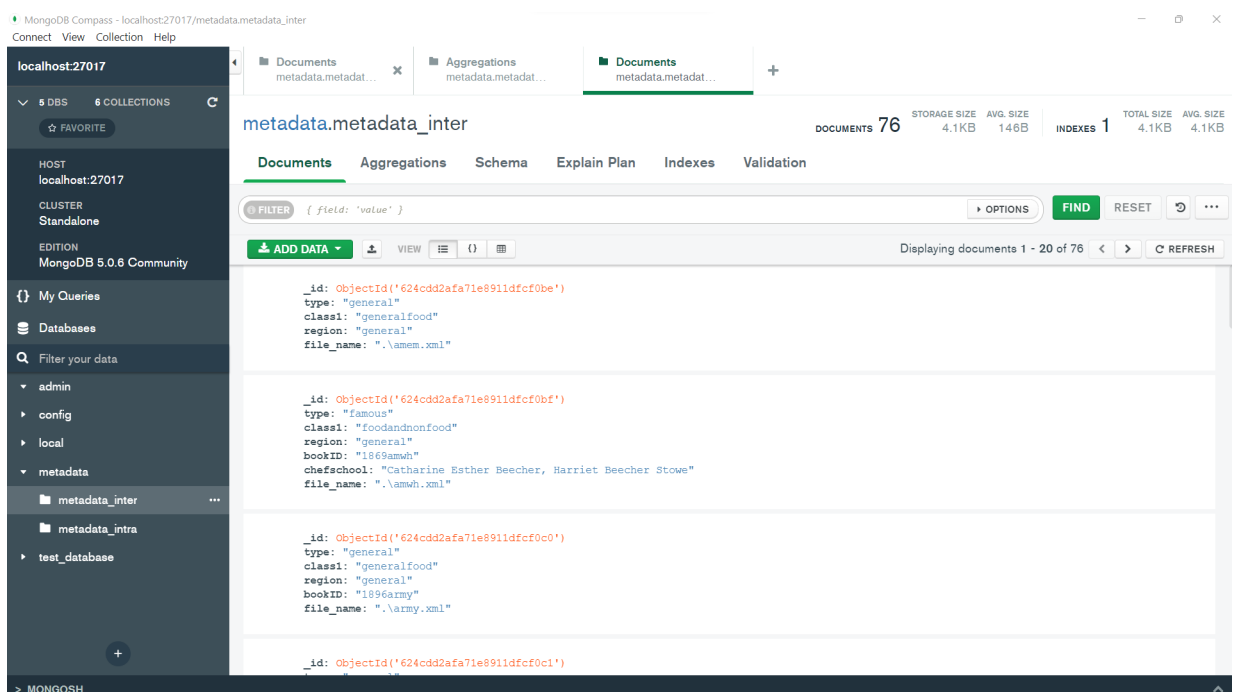 MongoDB Compass - localhost:27017/metadata.metadata_inter
Connect View Collection Help
localhost:27017
5 DBS 6 COLLECTIONS
FAVORITE
HOST
localhost:27017
CLUSTER
Standalone
EDITION
MongoDB 5.0.6 Community
{} My Queries
Databases
Filter your data
admin
config
local
metadata
metadata_inter ...
metadata_intra
test_database
+
> MONGOSH
Documents
metadata.metadat...
Aggregations
metadata.metadat...
Documents
metadata.metadat...
+
metadata.metadata_inter
DOCUMENTS 76
STORAGE SIZE 4.1KB
AVG. SIZE 146B
INDEXES 1
TOTAL SIZE 4.1KB
AVG. SIZE 4.1KB
Documents Aggregations Schema Explain Plan Indexes Validation
FILTER { field: 'value' } OPTIONS FIND RESET ...
ADD DATA VIEW {} Displaying documents 1 - 20 of 76 < > REFRESH
_id: ObjectId('624cdd2afa71e8911dfcf0be')
type: "general"
class1: "generalfood"
region: "general"
file_name: ".\amem.xml"
_id: ObjectId('624cdd2afa71e8911dfcf0bf')
type: "famous"
class1: "foodandnonfood"
region: "general"
bookID: "1869amwh"
chefschool: "Catharine Esther Beecher, Harriet Beecher Stowe"
file_name: ".\amwh.xml"
_id: ObjectId('624cdd2afa71e8911dfcf0c0')
type: "general"
class1: "generalfood"
region: "general"
bookID: "1896army"
file_name: ".\army.xml"
_id: ObjectId('624cdd2afa71e8911dfcf0c1')